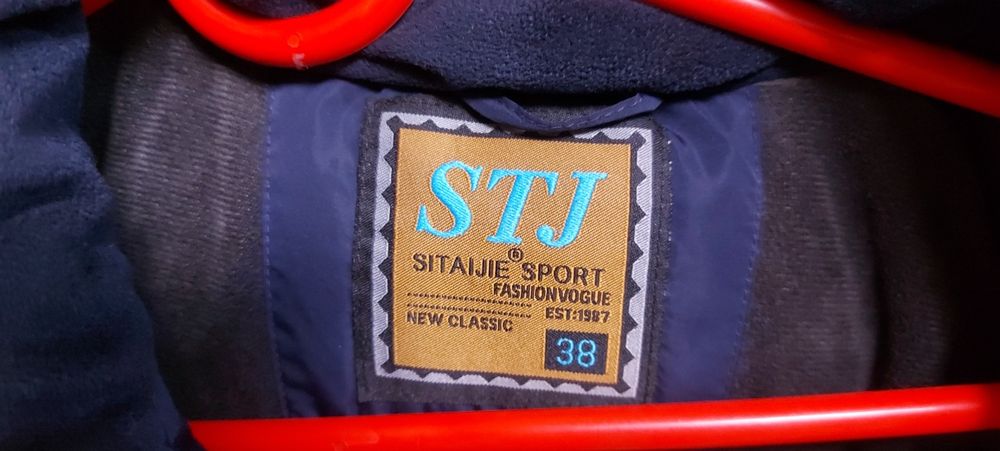 STJ
®
SITAIJIE SPORT
FASHIONVOGUE
EST:1987
NEW CLASSIC
38